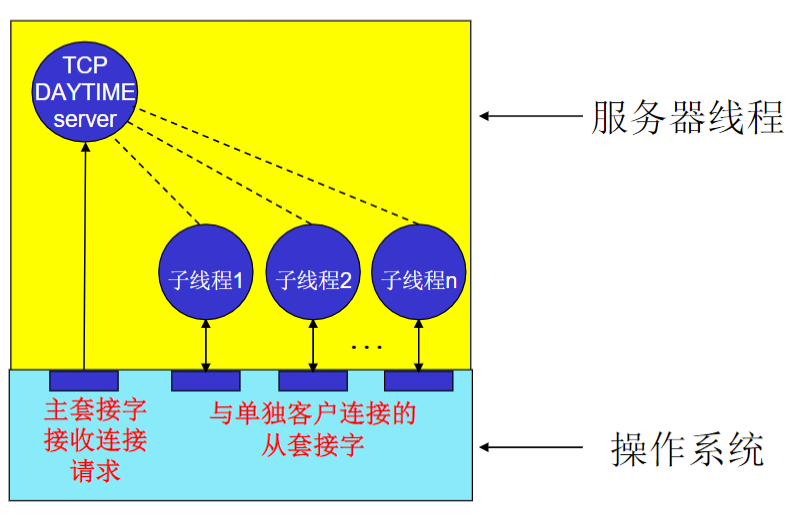 TCP
DAYTIME
server
服务器线程
子线程1
子线程2
子线程n
...
主套接字
接收连接
请求
与单独客户连接的
从套接字
操作系统